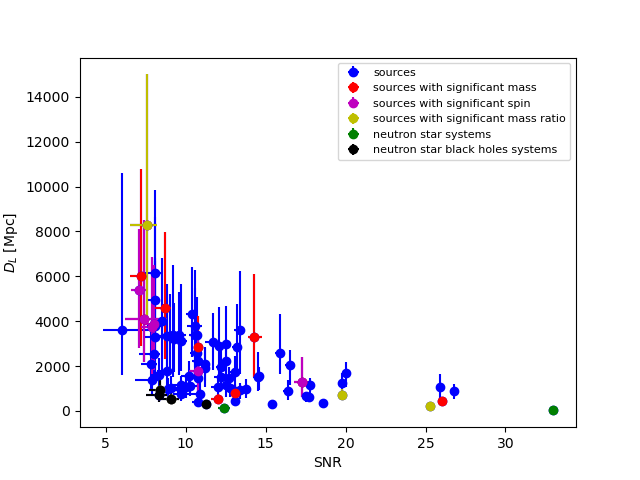 sources
sources with significant mass
sources with significant spin
sources with significant mass ratio
neutron star systems
neutron star black holes systems
14000
12000
10000
8000
6000
4000
2000
0
D_L [Mpc]
5 10 15 20 25 30
SNR